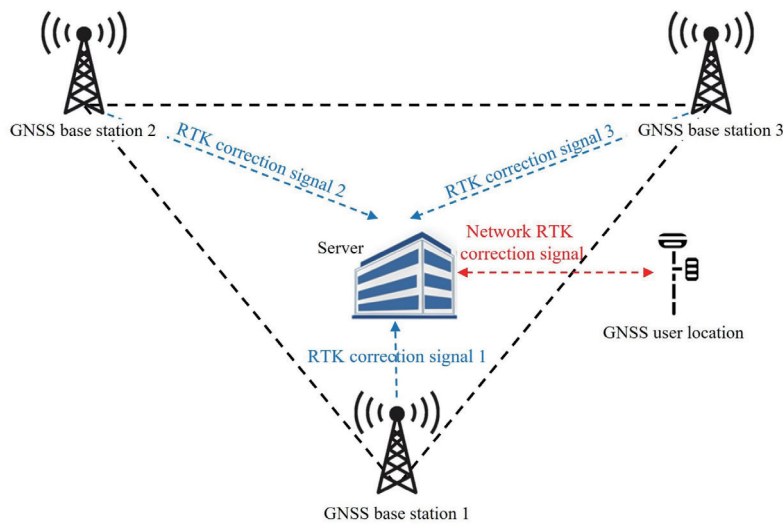 GNSS base station 2
GNSS base station 3
RTK correction signal 2
RTK correction signal 3
Server
Network RTK
correction signal
GNSS user location
RTK correction signal 1
GNSS base station 1